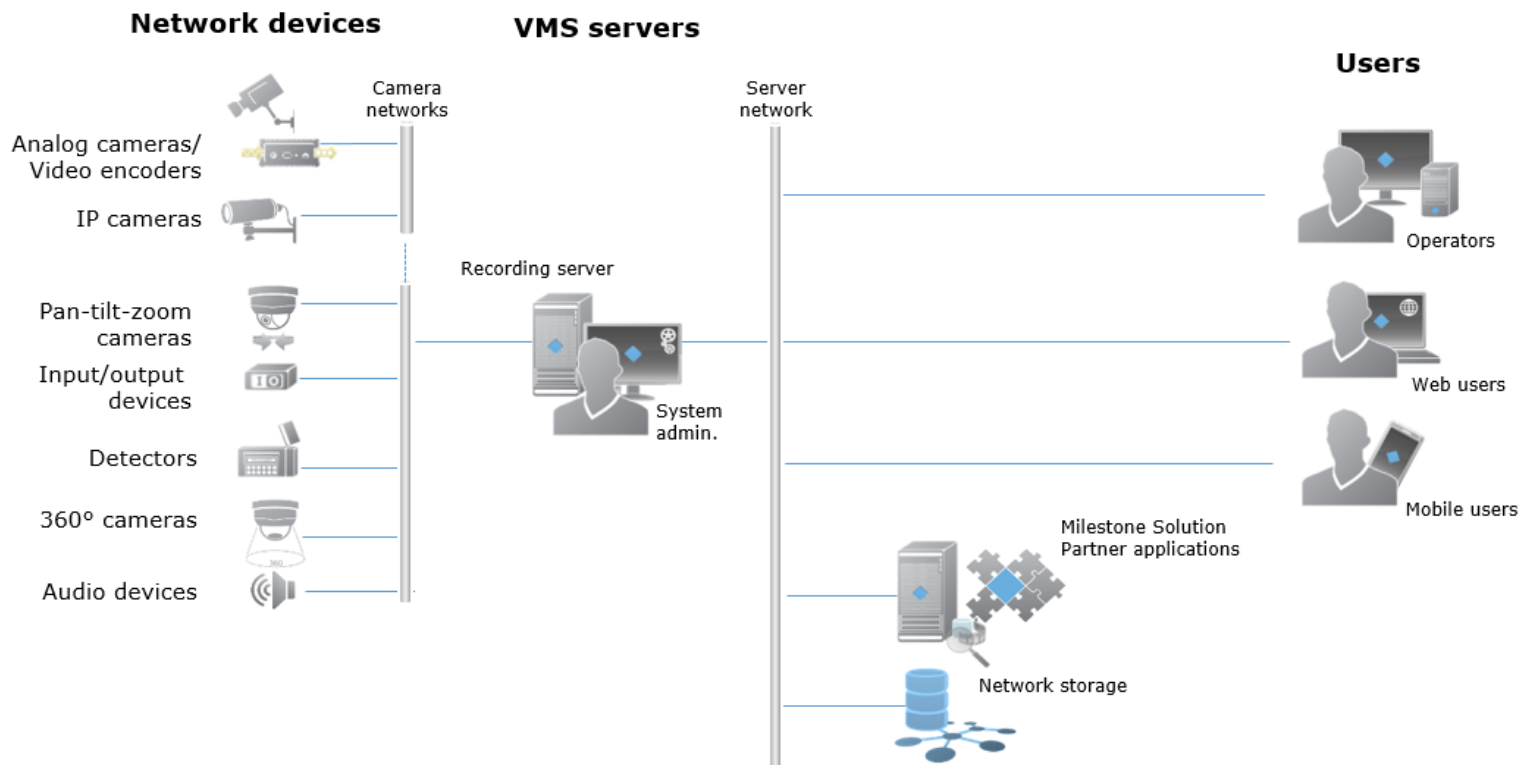 Network devices
VMS servers
Users
Camera
networks
Server
network
Analog cameras/
Video encoders
IP cameras
Pan-tilt-zoom
cameras
Input/output
devices
Detectors
360º cameras
Audio devices
Recording server
System
admin.
I O
360
Operators
Web users
Mobile users
Milestone Solution
Partner applications
Network storage